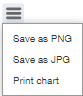 Save as PNG
Save as JPG
Print chart